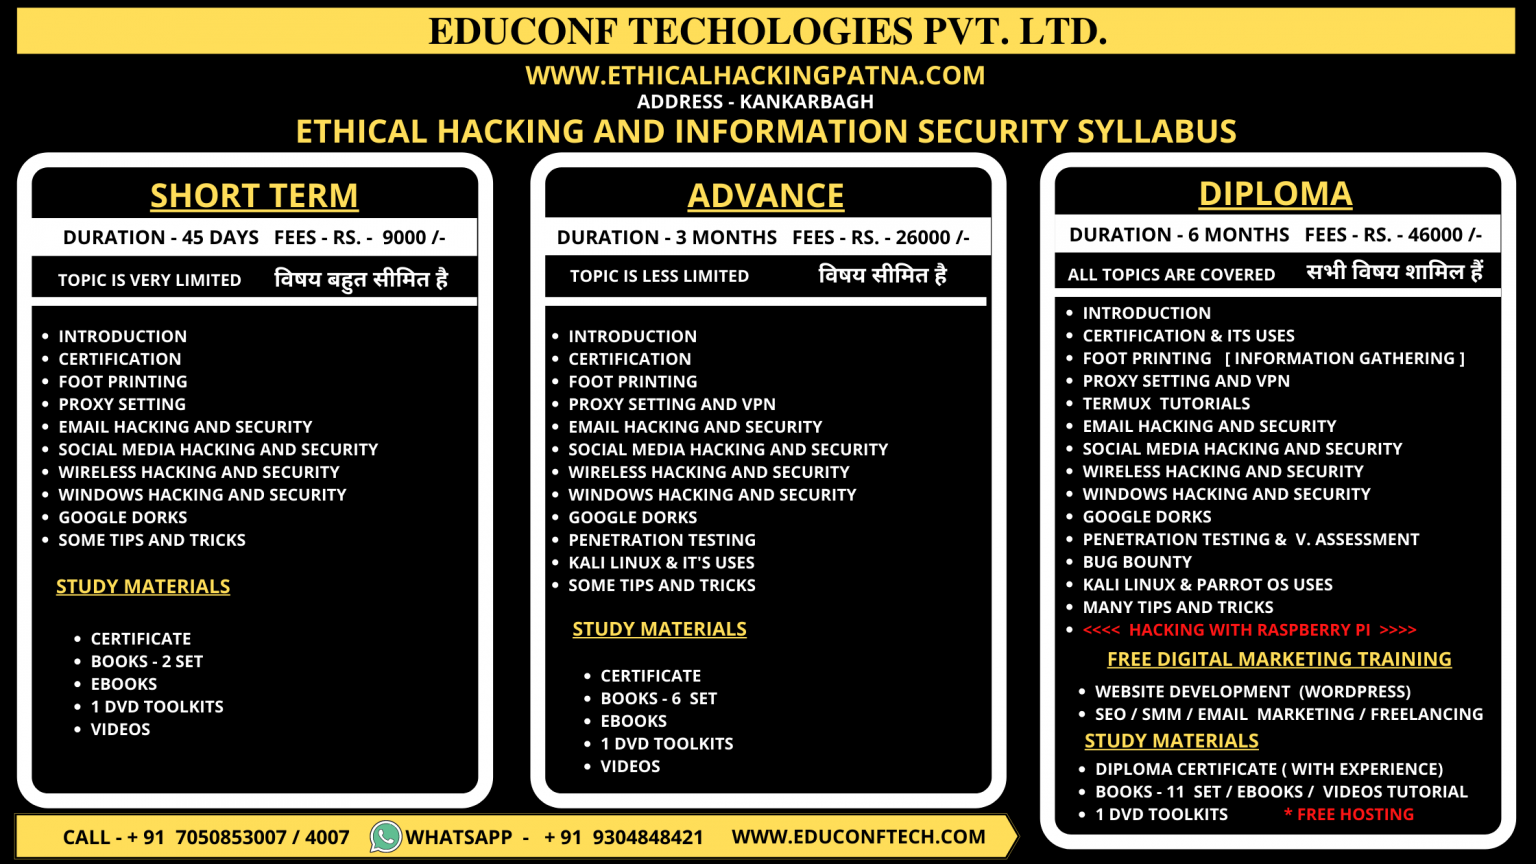 EDUCONF TECHOLOGIES PVT. LTD.
WWW.ETHICALHACKINGPATNA.COM
ADDRESS - KANKARBAGH
ETHICAL HACKING AND INFORMATION SECURITY SYLLABUS
SHORT TERM
DURATION - 45 DAYS FEES - RS. - 9000 /-
TOPIC IS VERY LIMITED विषय बहुत सीमित है
• INTRODUCTION
• CERTIFICATION
• FOOT PRINTING
• PROXY SETTING
• EMAIL HACKING AND SECURITY
• SOCIAL MEDIA HACKING AND SECURITY
• WIRELESS HACKING AND SECURITY
• WINDOWS HACKING AND SECURITY
• GOOGLE DORKS
• SOME TIPS AND TRICKS
STUDY MATERIALS
• CERTIFICATE
• BOOKS - 2 SET
• EBOOKS
• 1 DVD TOOLKITS
• VIDEOS
ADVANCE
DURATION - 3 MONTHS FEES - RS. - 26000 /-
TOPIC IS LESS LIMITED विषय सीमित है
• INTRODUCTION
• CERTIFICATION
• FOOT PRINTING
• PROXY SETTING AND VPN
• EMAIL HACKING AND SECURITY
• SOCIAL MEDIA HACKING AND SECURITY
• WIRELESS HACKING AND SECURITY
• WINDOWS HACKING AND SECURITY
• GOOGLE DORKS
• PENETRATION TESTING
• KALI LINUX & IT'S USES
• SOME TIPS AND TRICKS
STUDY MATERIALS
• CERTIFICATE
• BOOKS - 6 SET
• EBOOKS
• 1 DVD TOOLKITS
• VIDEOS
DIPLOMA
DURATION - 6 MONTHS FEES - RS. - 46000 /-
ALL TOPICS ARE COVERED सभी विषय शामिल हैं
• INTRODUCTION
• CERTIFICATION & ITS USES
• FOOT PRINTING [ INFORMATION GATHERING ]
• PROXY SETTING AND VPN
• TERMUX TUTORIALS
• EMAIL HACKING AND SECURITY
• SOCIAL MEDIA HACKING AND SECURITY
• WIRELESS HACKING AND SECURITY
• WINDOWS HACKING AND SECURITY
• GOOGLE DORKS
• PENETRATION TESTING & V. ASSESSMENT
• BUG BOUNTY
• KALI LINUX & PARROT OS USES
• MANY TIPS AND TRICKS
• <<<< HACKING WITH RASPBERRY PI >>>>
FREE DIGITAL MARKETING TRAINING
• WEBSITE DEVELOPMENT (WORDPRESS)
• SEO / SMM / EMAIL MARKETING / FREELANCING
STUDY MATERIALS
• DIPLOMA CERTIFICATE ( WITH EXPERIENCE)
• BOOKS - 11 SET / EBOOKS / VIDEOS TUTORIAL
• 1 DVD TOOLKITS * FREE HOSTING
CALL - + 91 7050853007 / 4007 WHATSAPP - + 91 9304848421 WWW.EDUCONFTECH.COM